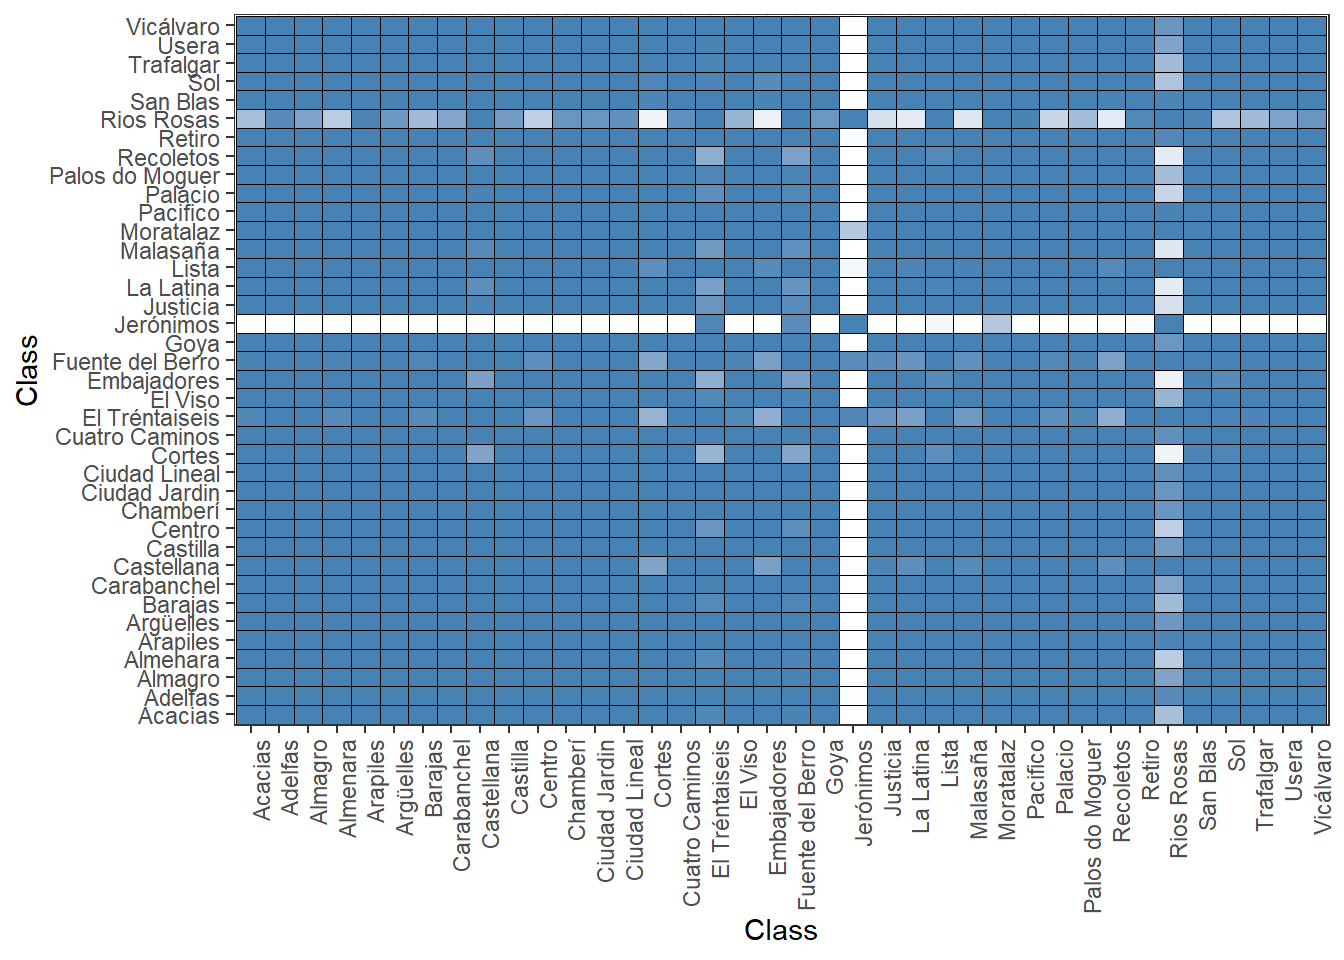 Vicálvaro
Usera
Trafalgar
Sol
San Blas
Rios Rosas
Retiro
Recoletos
Palos do Moguer
Palacio
Pacífico
Moratalaz
Malasaña
Lista
La Latina
Justicia
Jerónimos
Goya
Fuente del Berro
Embajadores
El Viso
El Tréntaiseis
Cuatro Caminos
Cortes
Ciudad Lineal
Ciudad Jardin
Chamberí
Centro
Castilla
Castellana
Carabanchel
Barajas
Argüelles
Arapiles
Almenara
Almagro
Adelfas
Acacias
Class
Acacias
Adelfas
Almagro
Almenara
Arapiles
Argüelles
Barajas
Carabanchel
Castellana
Castilla
Centro
Chamberí
Ciudad Jardin
Ciudad Lineal
Cortes
Cuatro Caminos
El Tréntaiseis
El Viso
Embajadores
Fuente del Berro
Goya
Jerónimos
Justicia
La Latina
Lista
Malasaña
Moratalaz
Pacífico
Palacio
Palos do Moguer
Recoletos
Retiro
Rios Rosas
San Blas
Sol
Trafalgar
Usera
Vicálvaro
Class